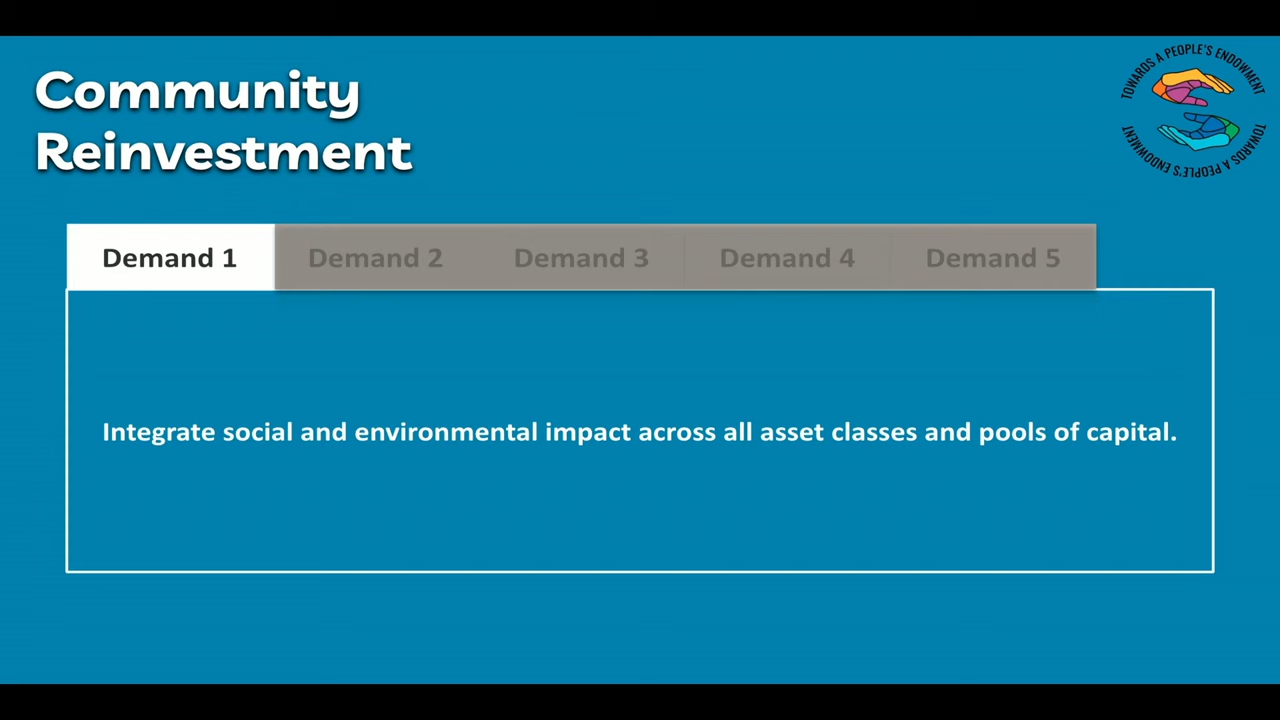 Community
Reinvestment
TOWARDS A PEOPLE'S ENDOWMENT
TOWARDS A PEOPLE'S ENDOWMENT
Demand 1
Demand 2
Demand 3
Demand 4
Demand 5
Integrate social and environmental impact across all asset classes and pools of capital.